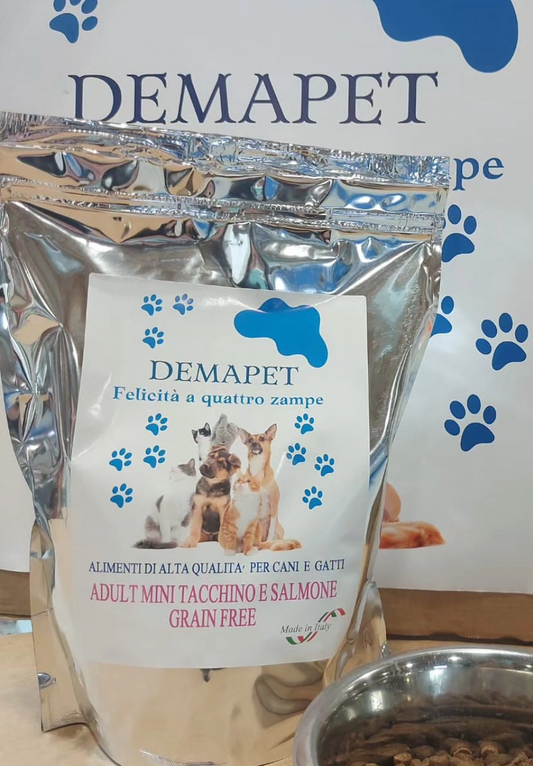 DEMAPET
pe
DEMAPET
Felicità a quattro zampe
ALIMENTI DI ALTA QUALITA' PER CANI E GATTI
ADULT MINI TACCHINO E SALMONE
GRAIN FREE
Made in Italy